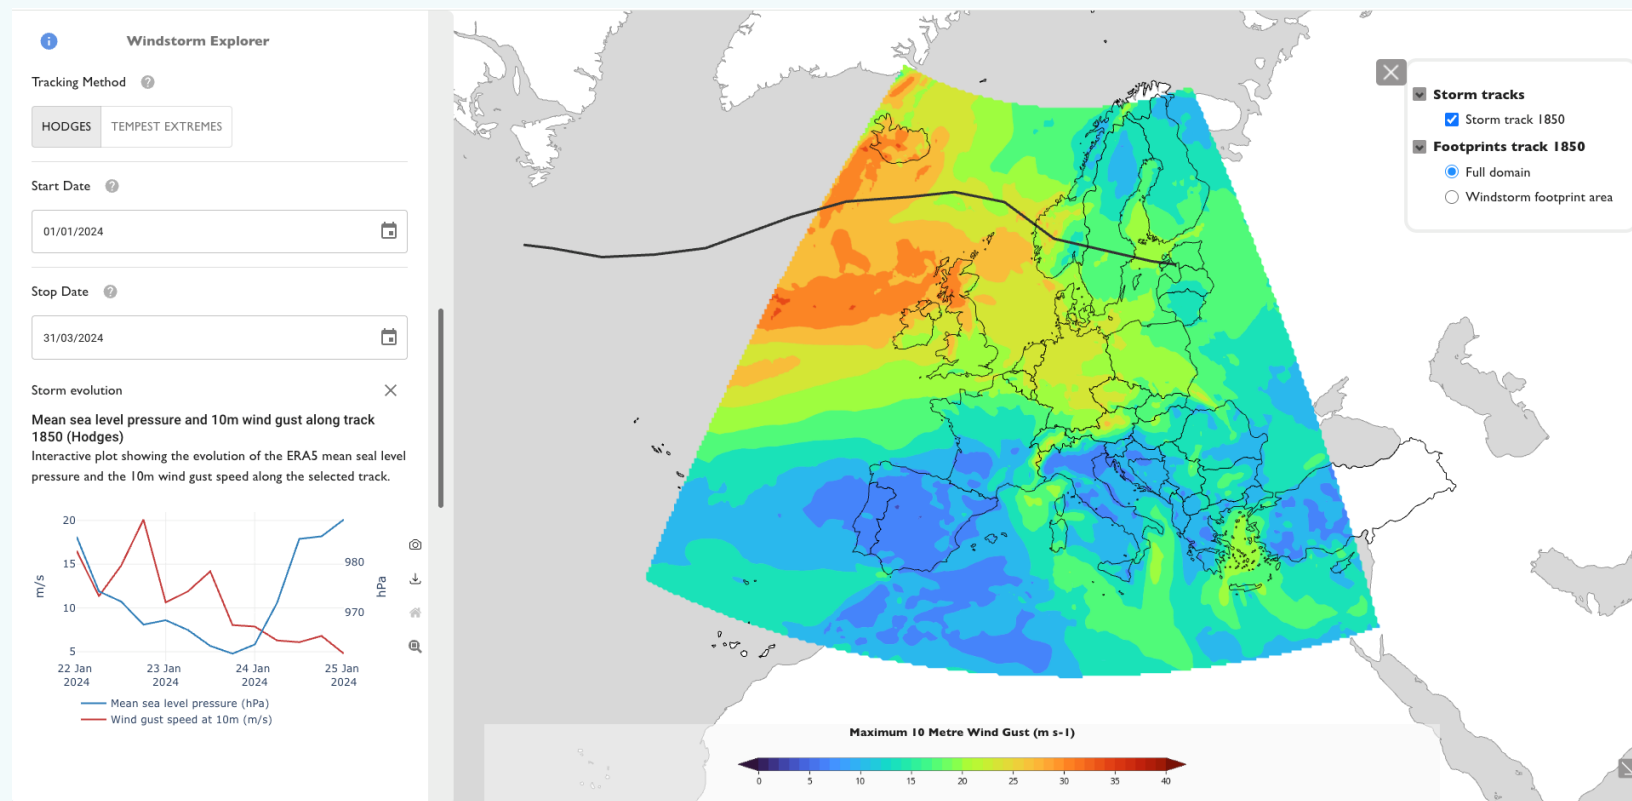 Windstorm Explorer
Tracking Method
HODGES
TEMPEST EXTREMES
Start Date
01/01/2024
Stop Date
31/03/2024
Storm evolution
Mean sea level pressure and 10m wind gust along track
1850 (Hodges)
Interactive plot showing the evolution of the ERA5 mean seal level
pressure and the 10m wind gust speed along the selected track.
20
15
10
5
m/s
980
970
hPa
22 Jan
2024
23 Jan
2024
24 Jan
2024
25 Jan
2024
Mean sea level pressure (hPa)
Wind gust speed at 10m (m/s)
Storm tracks
Storm track 1850
Footprints track 1850
Full domain
Windstorm footprint area
Maximum 10 Metre Wind Gust (m s-1)
0 5 10 15 20 25 30 35 40